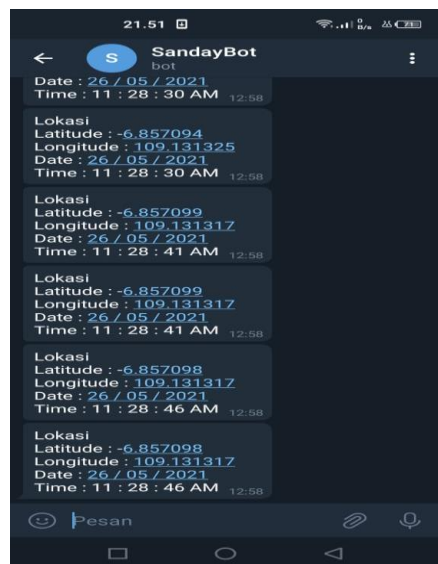 21.51
0
B/s
71
S
SandayBot
bot
Date : 26 / 05 / 2021
Time : 11 : 28 : 30 AM 12:58
Lokasi
Latitude : -6.857094
Longitude : 109.131325
Date : 26 / 05 / 2021
Time : 11 : 28 : 30 AM 12:58
Lokasi
Latitude : -6.857099
Longitude : 109.131317
Date : 26 / 05 / 2021
Time : 11 : 28 : 41 AM 12:58
Lokasi
Latitude : -6.857099
Longitude : 109.131317
Date : 26 / 05 / 2021
Time : 11 : 28 : 41 AM 12:58
Lokasi
Latitude : -6.857098
Longitude : 109.131317
Date : 26 / 05 / 2021
Time : 11 : 28 : 46 AM 12:58
Lokasi
Latitude : -6.857098
Longitude : 109.131317
Date : 26 / 05 / 2021
Time : 11 : 28 : 46 AM 12:58
Pesan